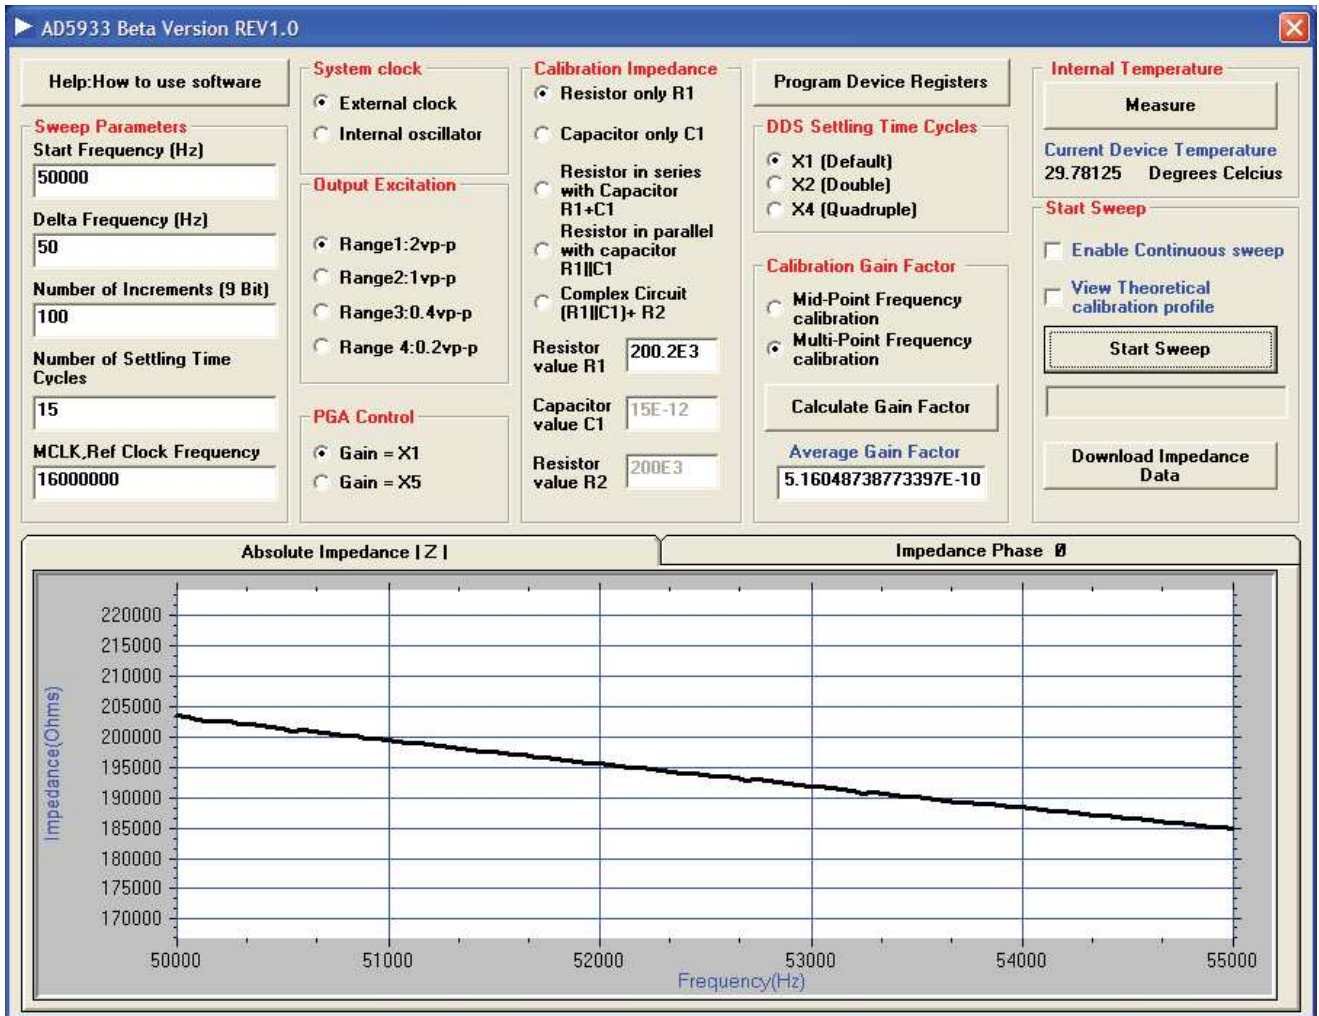 AD5933 Beta Version REV1.0
Help:How to use software
Sweep Parameters
Start Frequency (Hz)
50000
Delta Frequency (Hz)
50
Number of Increments (9 Bit)
100
Number of Settling Time
Cycles
15
MCLK,Ref Clock Frequency
16000000
System clock
External clock
Internal oscillator
Output Excitation
Range1:2vp-p
Range2:1vp-p
Range3:0.4vp-p
Range 4:0.2vp-p
PGA Control
Gain = X1
Gain = X5
Calibration Impedance
Resistor only R1
Capacitor only C1
Resistor in series
with Capacitor
R1+C1
Resistor in parallel
with capacitor
R1||C1
Complex Circuit
(R1||C1)+ R2
Resistor
value R1
200.2E3
Capacitor
value C1
15E-12
Resistor
value R2
200E3
Program Device Registers
DDS Settling Time Cycles
X1 (Default)
X2 (Double)
X4 (Quadruple)
Calibration Gain Factor
Mid-Point Frequency
calibration
Multi-Point Frequency
calibration
Calculate Gain Factor
Average Gain Factor
5.16048738773397E-10
Internal Temperature
Measure
Current Device Temperature
29.78125 Degrees Celcius
Start Sweep
Enable Continuous sweep
View Theoretical
calibration profile
Start Sweep
Download Impedance
Data
Absolute Impedance |Z|
Impedance Phase Ø
Impedance(Ohms)
220000
215000
210000
205000
200000
195000
190000
185000
180000
175000
170000
50000
51000
52000
53000
54000
55000
Frequency(Hz)